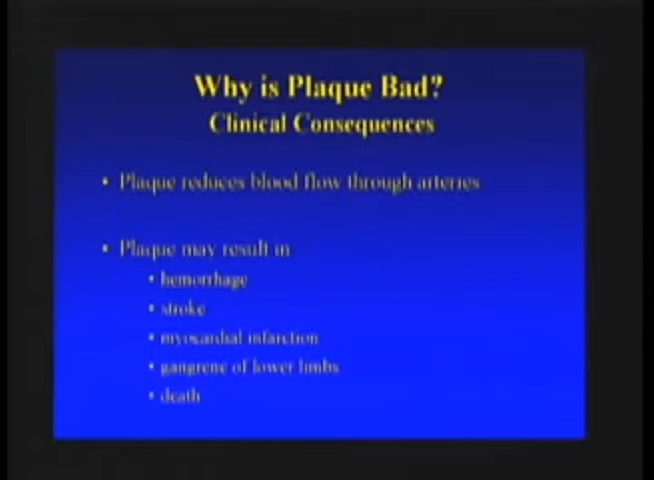 Why is Plaque Bad?
Clinical Consequences
• Plaque reduces blood flow through arteries
• Plaque may result in
• hemorrhage
• stroke
• myocardial infarction
• gangrene of lower limbs
• death